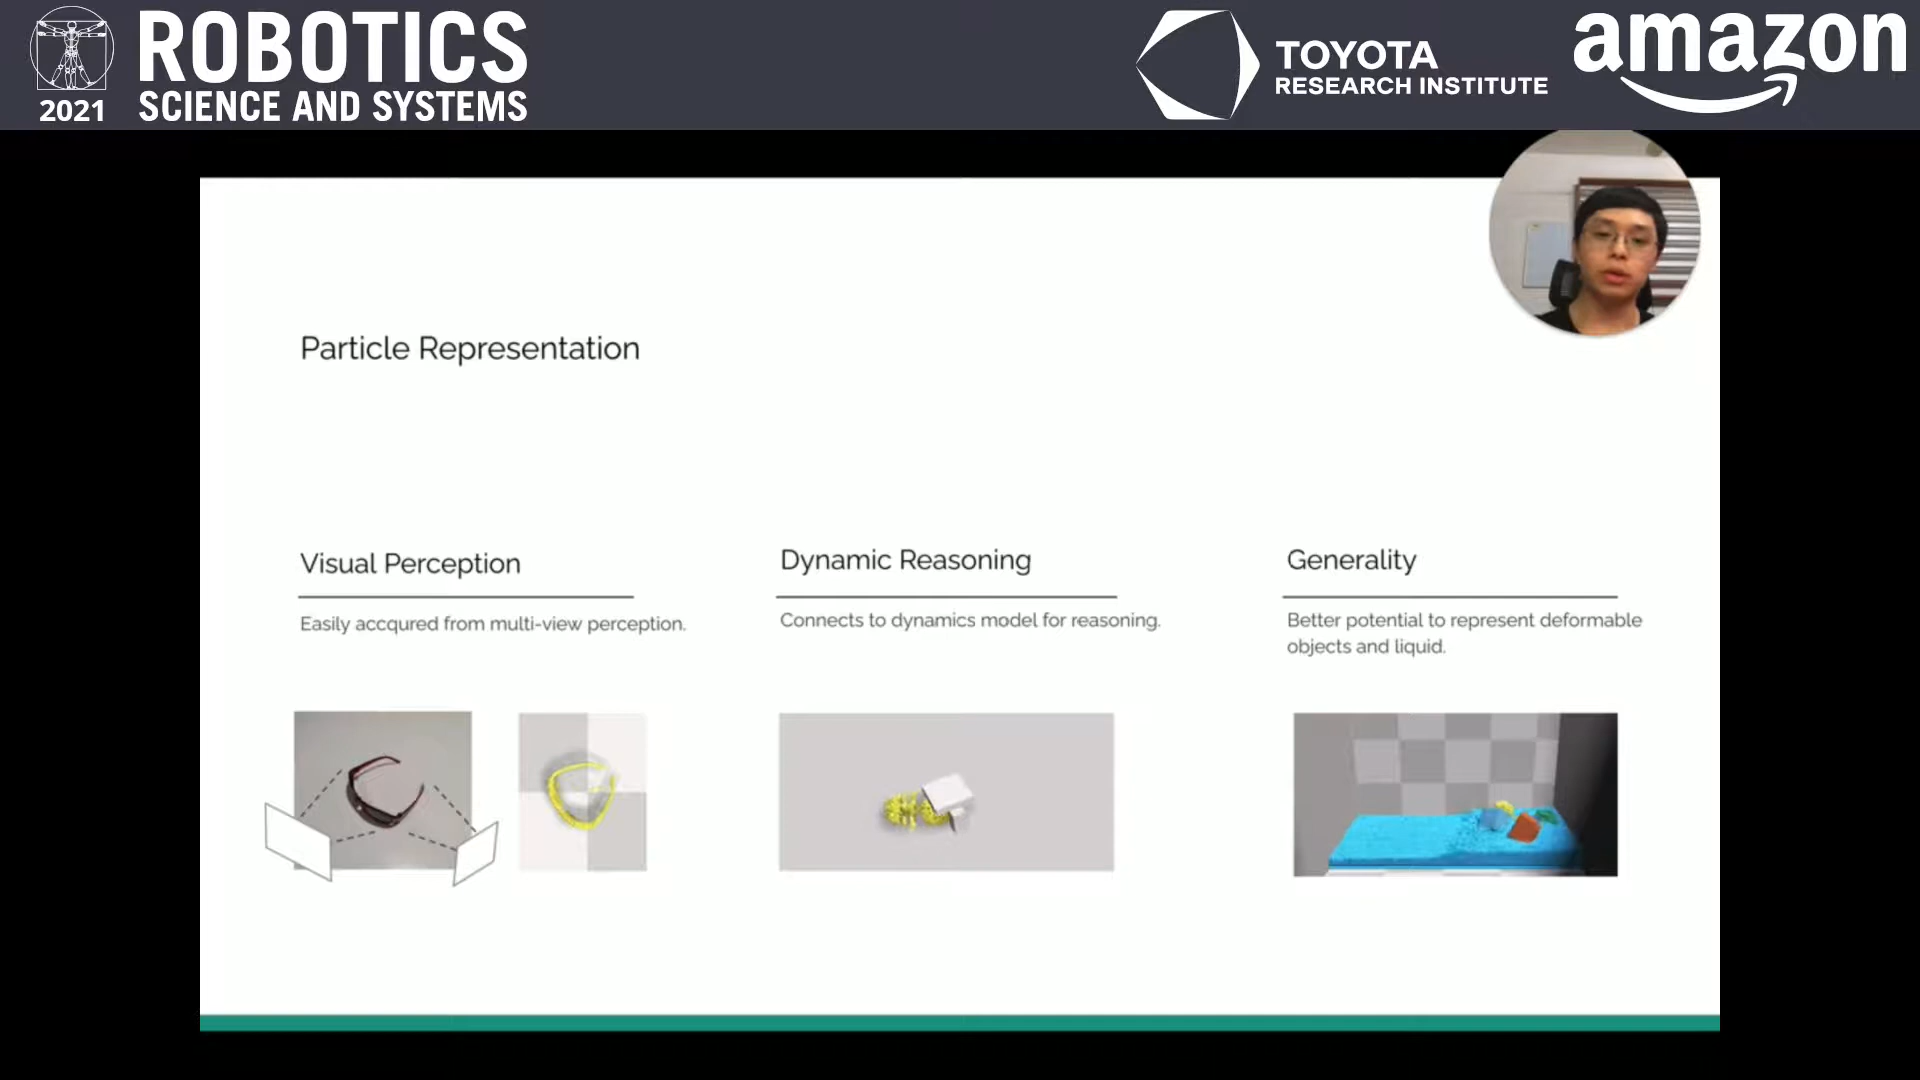 ROBOTICS
SCIENCE AND SYSTEMS
2021
TOYOTA
RESEARCH INSTITUTE
amazon
Particle Representation
Visual Perception
Easily accqured from multi-view perception.
Dynamic Reasoning
Connects to dynamics model for reasoning.
Generality
Better potential to represent deformable
objects and liquid.